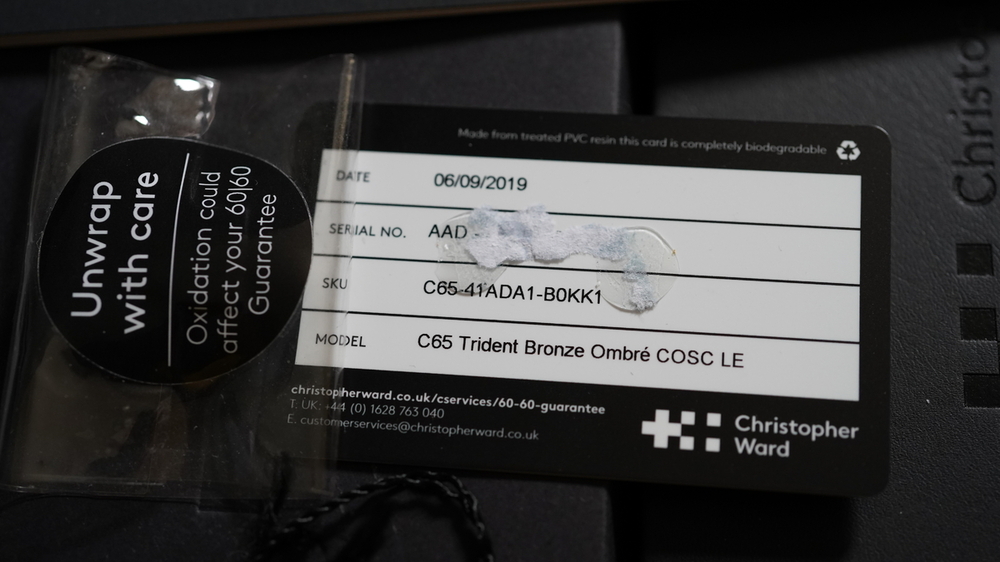 Made from treated PVC resin this card is completely biodegradable
DATE 06/09/2019
SERIAL NO. AAD -
SKU C65-41ADA1-B0KK1
MODEL C65 Trident Bronze Ombré COSC LE
christopherward.co.uk/cservices/60-60-guarantee
T. UK. +44 (0) 1628 763 040
E. customerservices@christopherward.co.uk
Christopher
Ward
Unwrap
with care
Oxidation could
affect your 60|60
Guarantee
Christo